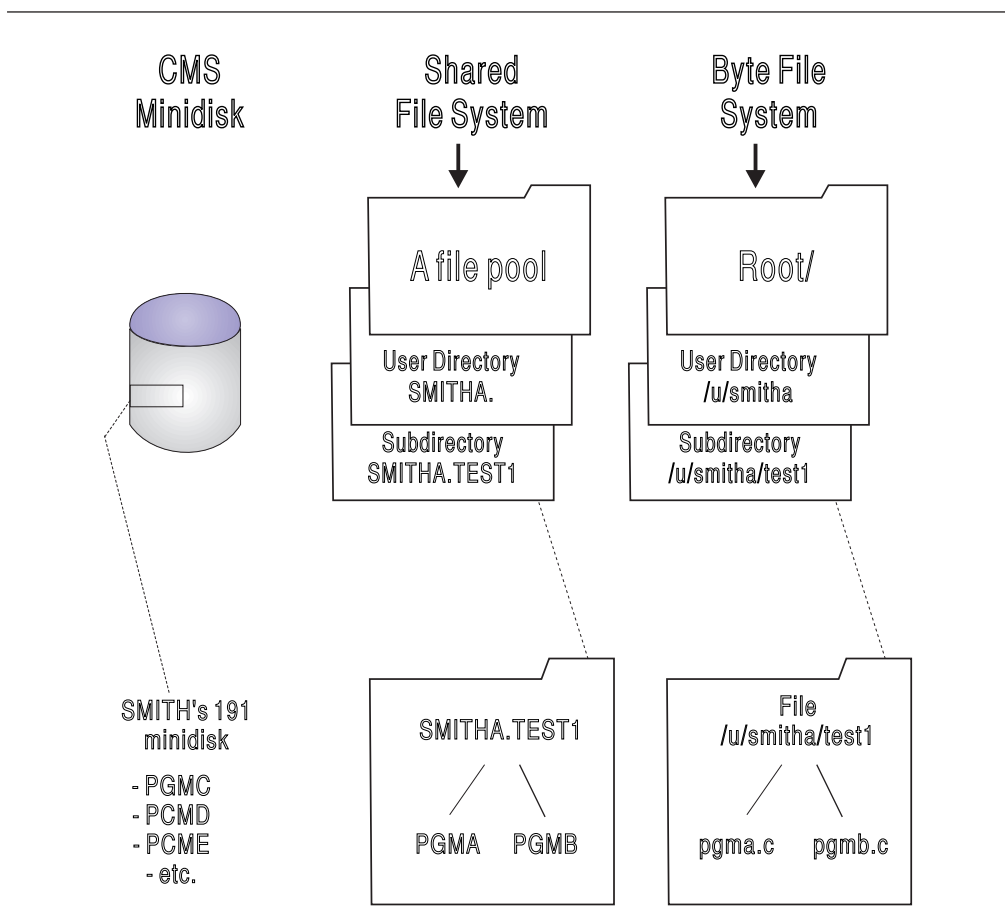 CMS
Minidisk
Shared
File System
Byte File
System
A file pool
User Directory
SMITHA.
Subdirectory
SMITHA.TEST1
Root/
User Directory
/u/smitha
Subdirectory
/u/smitha/test1
SMITH's 191
minidisk
- PGMC
- PCMD
- PCME
- etc.
SMITHA.TEST1
PGMA PGMB
File
/u/smitha/test1
pgma.c pgmb.c